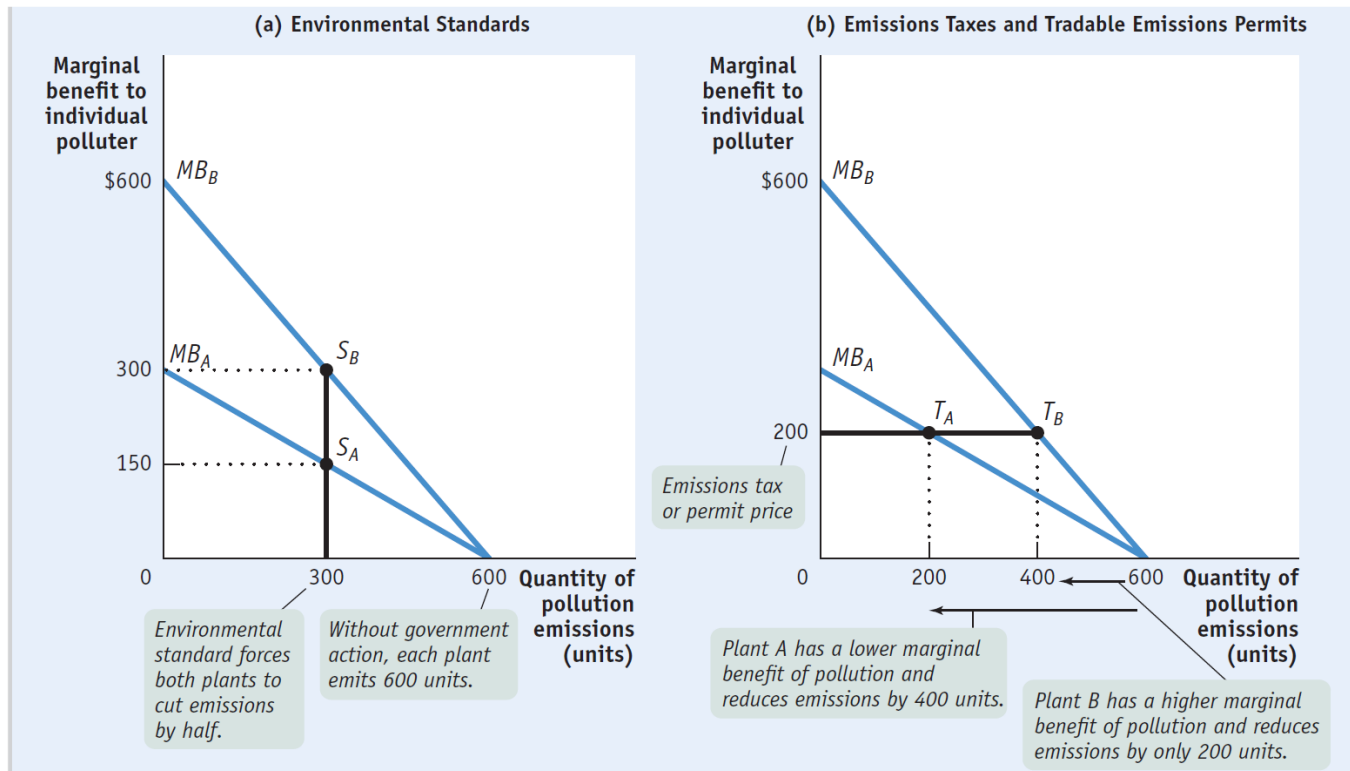 (a) Environmental Standards
Marginal
benefit to
individual
polluter
$600
MB_B
300
MB_A
S_B
150
S_A
0
300
600
Quantity of
pollution
emissions
(units)
Environmental
standard forces
both plants to
cut emissions
by half.
Without government
action, each plant
emits 600 units.
(b) Emissions Taxes and Tradable Emissions Permits
Marginal
benefit to
individual
polluter
$600
MB_B
MB_A
T_A
T_B
200
Emissions tax
or permit price
0
200
400
600
Quantity of
pollution
emissions
(units)
Plant A has a lower marginal
benefit of pollution and
reduces emissions by 400 units.
Plant B has a higher marginal
benefit of pollution and reduces
emissions by only 200 units.